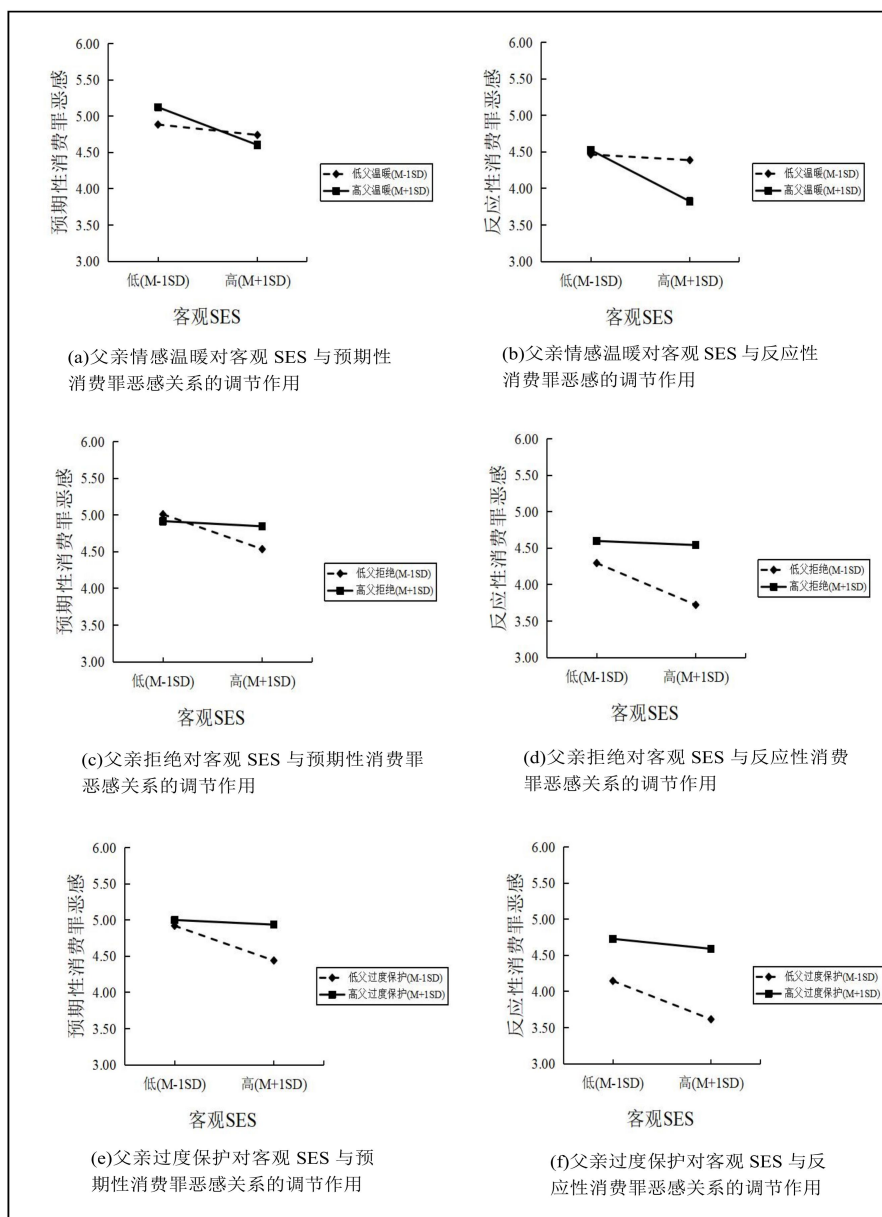 6.00
5.50
5.00
4.50
4.00
3.50
3.00
预期性消费罪恶感
低(M-1SD)
高(M+1SD)
客观SES
低父温暖(M-1SD)
高父温暖(M+1SD)
(a)父亲情感温暖对客观 SES 与预期性
消费罪恶感关系的调节作用
6.00
5.50
5.00
4.50
4.00
3.50
3.00
反应性消费罪恶感
低(M-1SD)
高(M+1SD)
客观SES
低父温暖(M-1SD)
高父温暖(M+1SD)
(b)父亲情感温暖对客观 SES 与反应性
消费罪恶感的调节作用
6.00
5.50
5.00
4.50
4.00
3.50
3.00
预期性消费罪恶感
低(M-1SD)
高(M+1SD)
客观SES
低父拒绝(M-1SD)
高父拒绝(M+1SD)
(c)父亲拒绝对客观 SES 与预期性消费罪
恶感关系的调节作用
6.00
5.50
5.00
4.50
4.00
3.50
3.00
反应性消费罪恶感
低(M-1SD)
高(M+1SD)
客观SES
低父拒绝(M-1SD)
高父拒绝(M+1SD)
(d)父亲拒绝对客观 SES 与反应性消费
罪恶感关系的调节作用
6.00
5.50
5.00
4.50
4.00
3.50
3.00
预期性消费罪恶感
低(M-1SD)
高(M+1SD)
客观SES
低父过度保护(M-1SD)
高父过度保护(M+1SD)
(e)父亲过度保护对客观 SES 与预
期性消费罪恶感关系的调节作用
6.00
5.50
5.00
4.50
4.00
3.50
3.00
反应性消费罪恶感
低(M-1SD)
高(M+1SD)
客观SES
低父过度保护(M-1SD)
高父过度保护(M+1SD)
(f)父亲过度保护对客观 SES 与反
应性消费罪恶感关系的调节作用